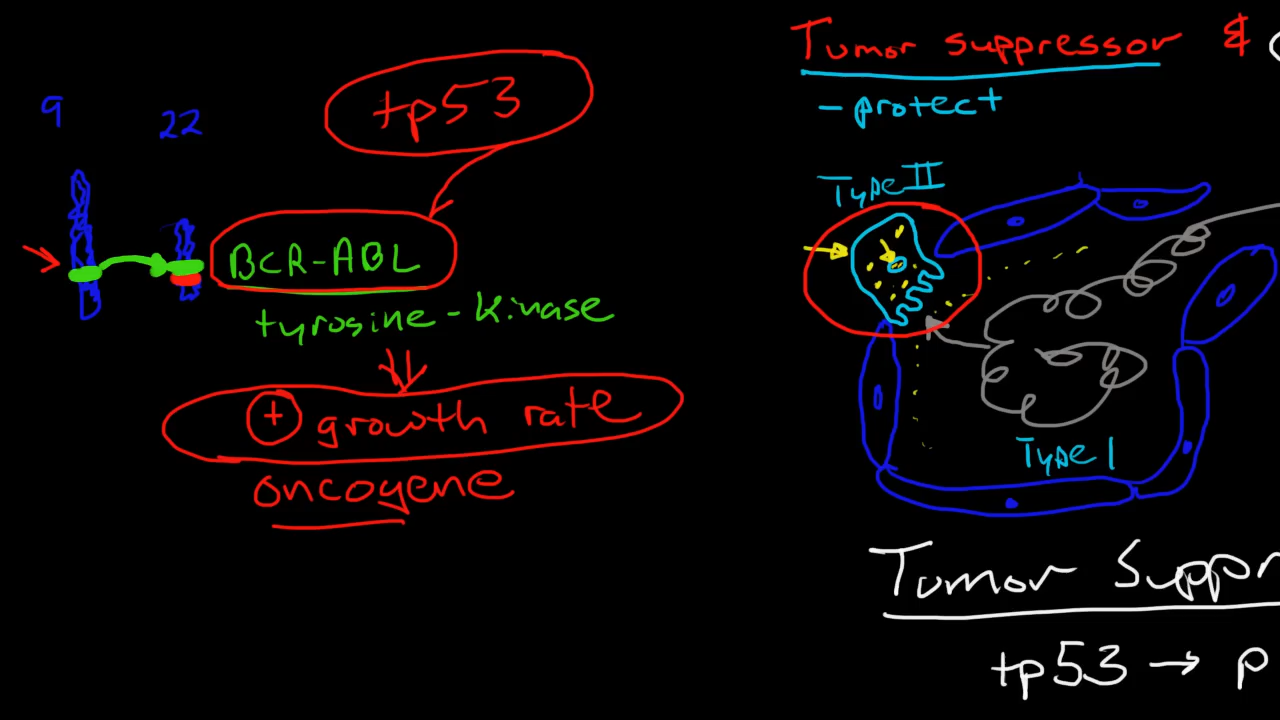 9
22
tp53
BCR-ABL
tyrosine-kinase
+ growth rate
oncogene
Tumor suppressor &
-protect
Type II
Type I
Tumor Suppr
tp53 → p